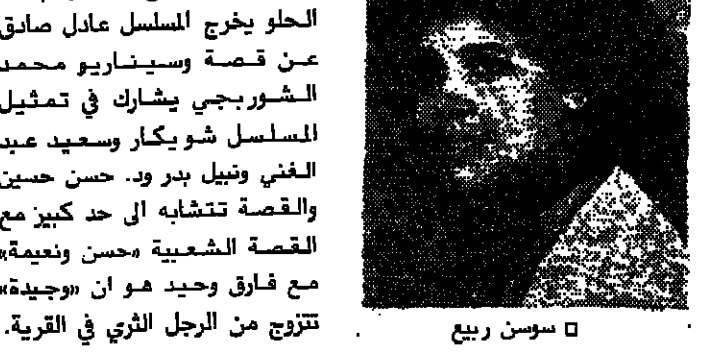 الحلو يخرج المسلسل عادل صادق
عن قصة وسيناريو محمد
الشوربجي يشارك في تمثيل
المسلسل شويكار وسعيد عبد
الغني ونبيل بدر ود. حسن حسين
والقصة تتشابه الى حد كبيز مع
القصة الشعبية «حسن ونعيمة»
مع فارق وحيد هو ان «وجيدة»
تتزوج من الرجل الثري في القرية.
□ سوسن ربيع